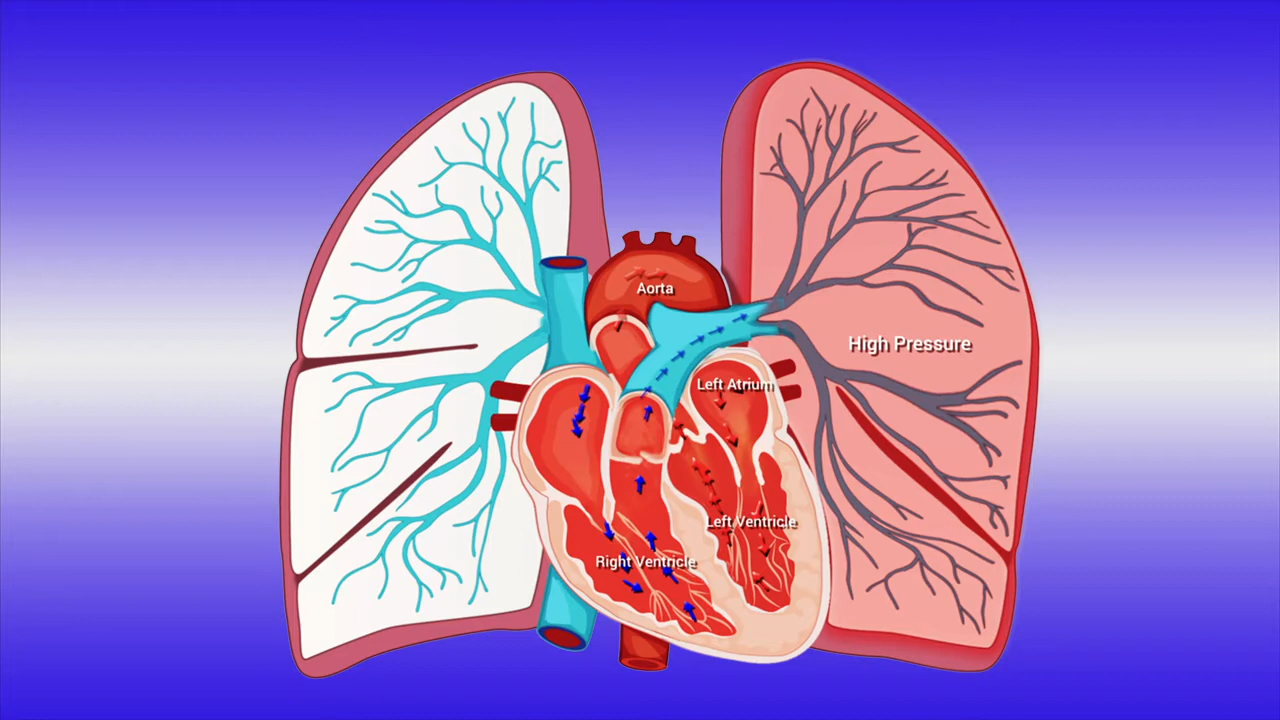 Aorta
High Pressure
Left Atrium
Left Ventricle
Right Ventricle